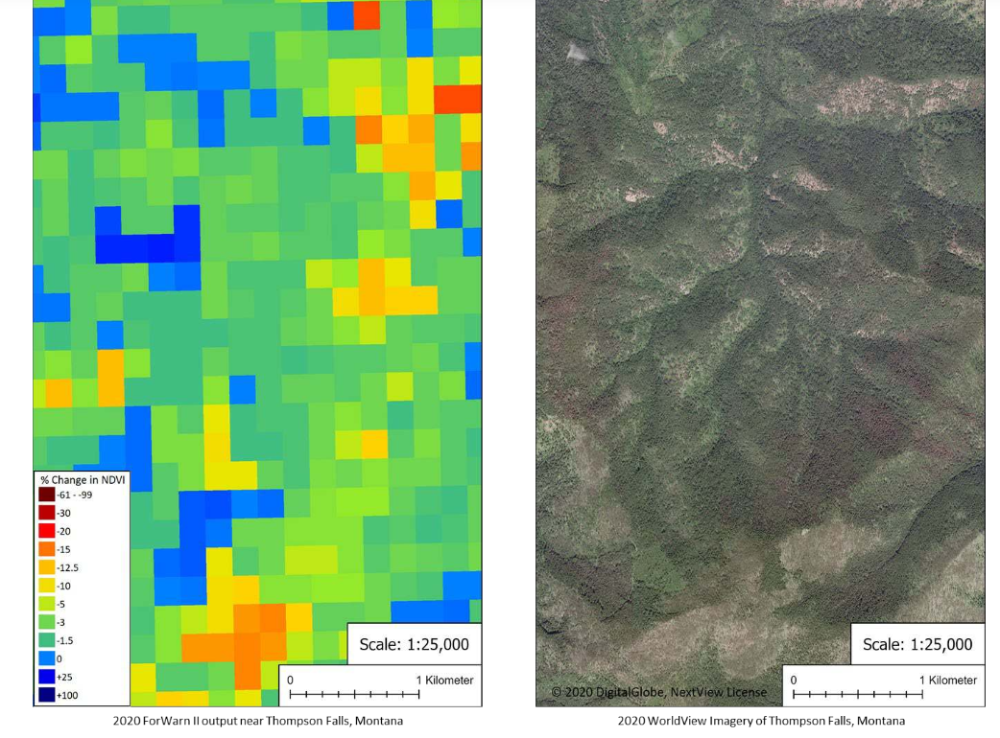 % Change in NDVI
-61 - -99
-30
-20
-15
-12.5
-10
-5
-3
-1.5
0
+25
+100
Scale: 1:25,000
0 1 Kilometer
2020 ForWarn II output near Thompson Falls, Montana
Scale: 1:25,000
0 1 Kilometer
© 2020 DigitalGlobe, NextView License
2020 WorldView Imagery of Thompson Falls, Montana